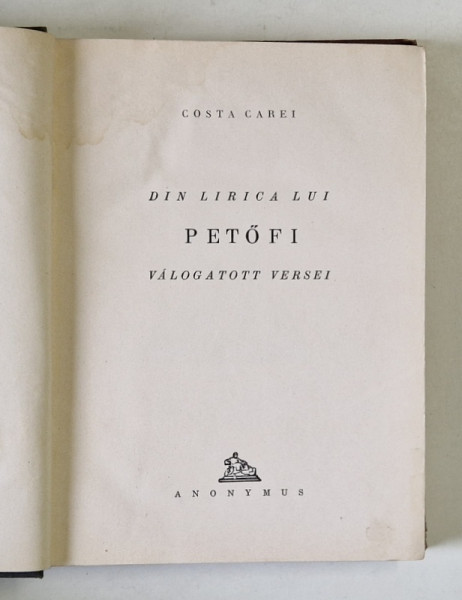 COSTA CAREI
DIN LIRICA LUI
PETŐFI
VÁLOGATOTT VERSEI
ANONYMUS